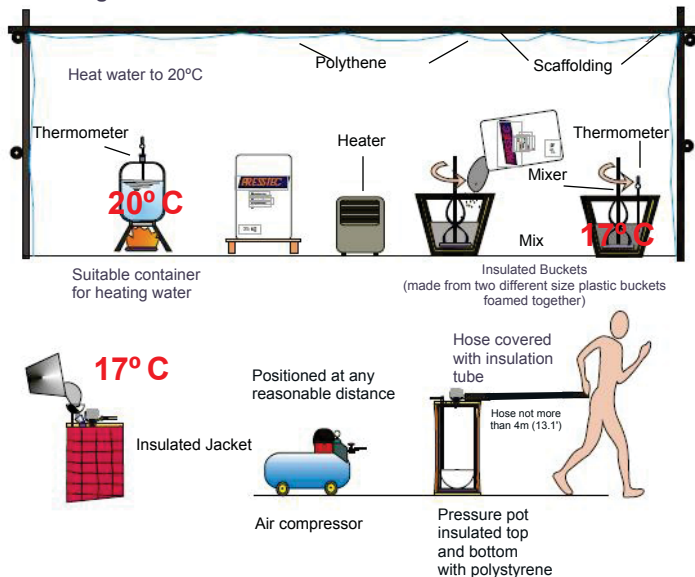 Polythene
Scaffolding
Heat water to 20ºC
Thermometer
Heater
Thermometer
Mixer
PRESSTEC
20º C
17º C
Mix
Suitable container
for heating water
Insulated Buckets
(made from two different size plastic buckets
foamed together)
17º C
Insulated Jacket
Positioned at any
reasonable distance
Air compressor
Hose covered
with insulation
tube
Hose not more
than 4m (13.1')
Pressure pot
insulated top
and bottom
with polystyrene